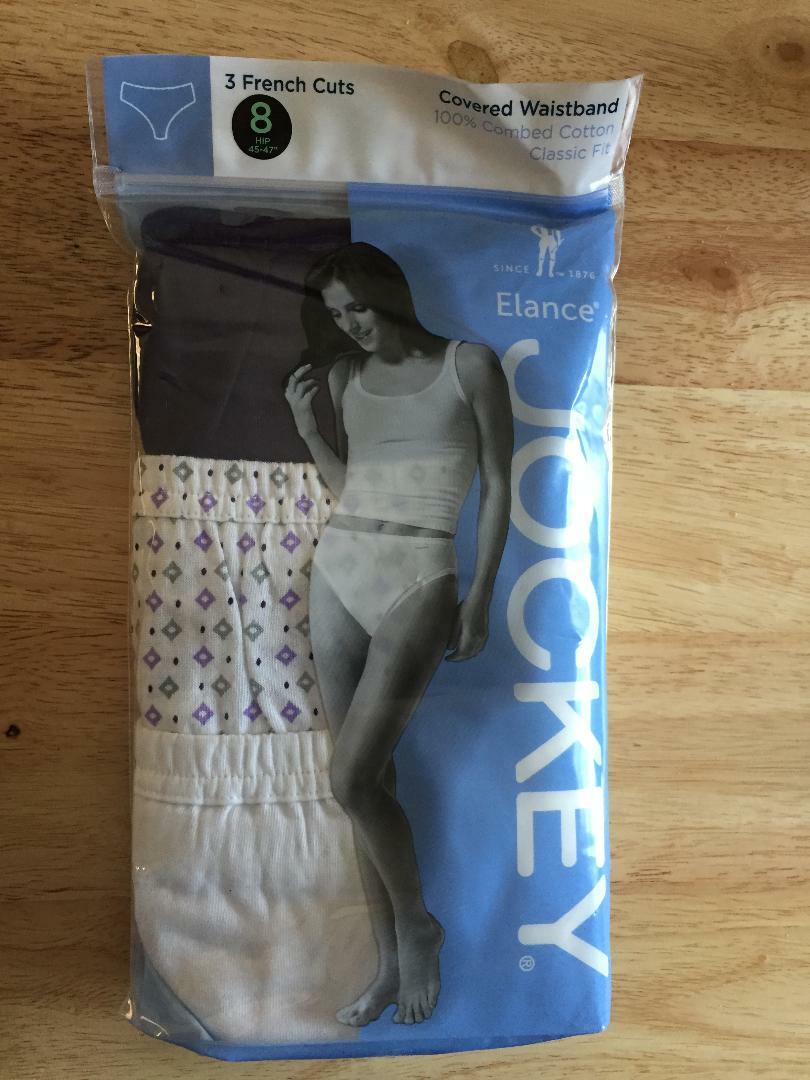 3 French Cuts
8
HIP
45-47"
Covered Waistband
100% Combed Cotton
Classic Fit
SINCE 1876
Elance®
JOCKEY®